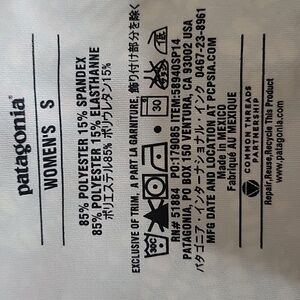 patagonia®
WOMEN'S S
85% POLYESTER 15% SPANDEX
85% POLYESTER 15% ELASTHANNE
ポリエステル85% ポリウレタン15%
EXCLUSIVE OF TRIM, À PART LA GARNITURE, 飾り付け部分を除く
30C
30
RN# 51884 PO:179085 ITEM:58940SP14
PATAGONIA, PO BOX 150 VENTURA, CA 93002 USA
パタゴニア・インターナショナル・インク 0467-23-8961
MFG DATE AND LOCATION AT PCPSIA.COM
Made in MEXICO
Fabriqué AU MEXIQUE
COMMON THREADS
PARTNERSHIP
Repair,Reuse,Recycle This Product
www.patagonia.com